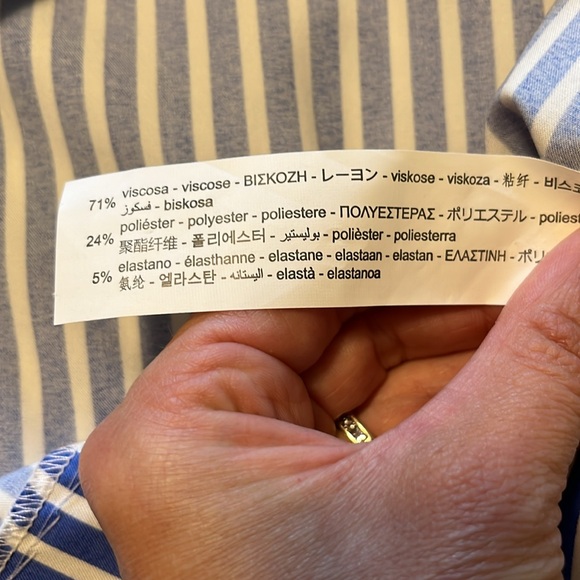 71% viscosa - viscose - ΒΙΣΚΟΖΗ - レーヨン - viskose - viskoza - 粘纤 -
فسكوز - biskosa
24% poliéster - polyester - poliestere - ΠΟΛΥΕΣΤΕΡΑΣ - ポリエステル -
聚酯纤维 - 폴리에스터 - بوليستير - polièster - poliesterra
5% elastano - élasthanne - elastane - elastaan - elastan - ΕΛΑΣΤΙΝΗ -
氨纶 - 엘라스탄 - اليستانه - elastà - elastanoa